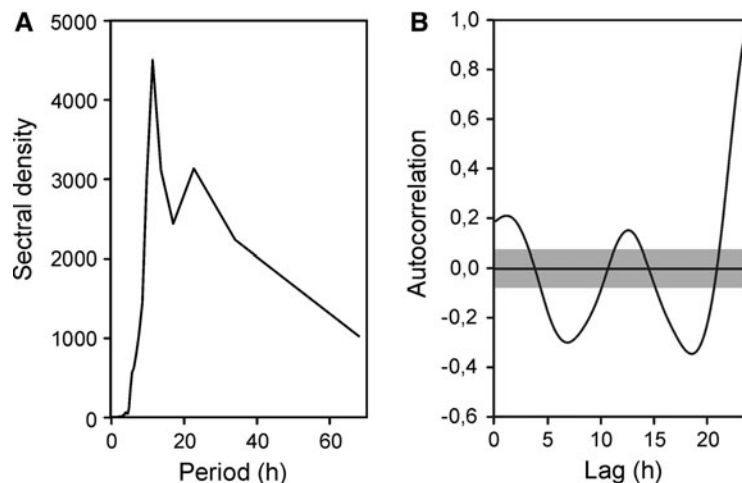 A
5000
4000
3000
2000
1000
0
Sectral density
0 20 40 60
Period (h)
B
1,0
0,8
0,6
0,4
0,2
0,0
-0,2
-0,4
-0,6
Autocorrelation
0 5 10 15 20
Lag (h)